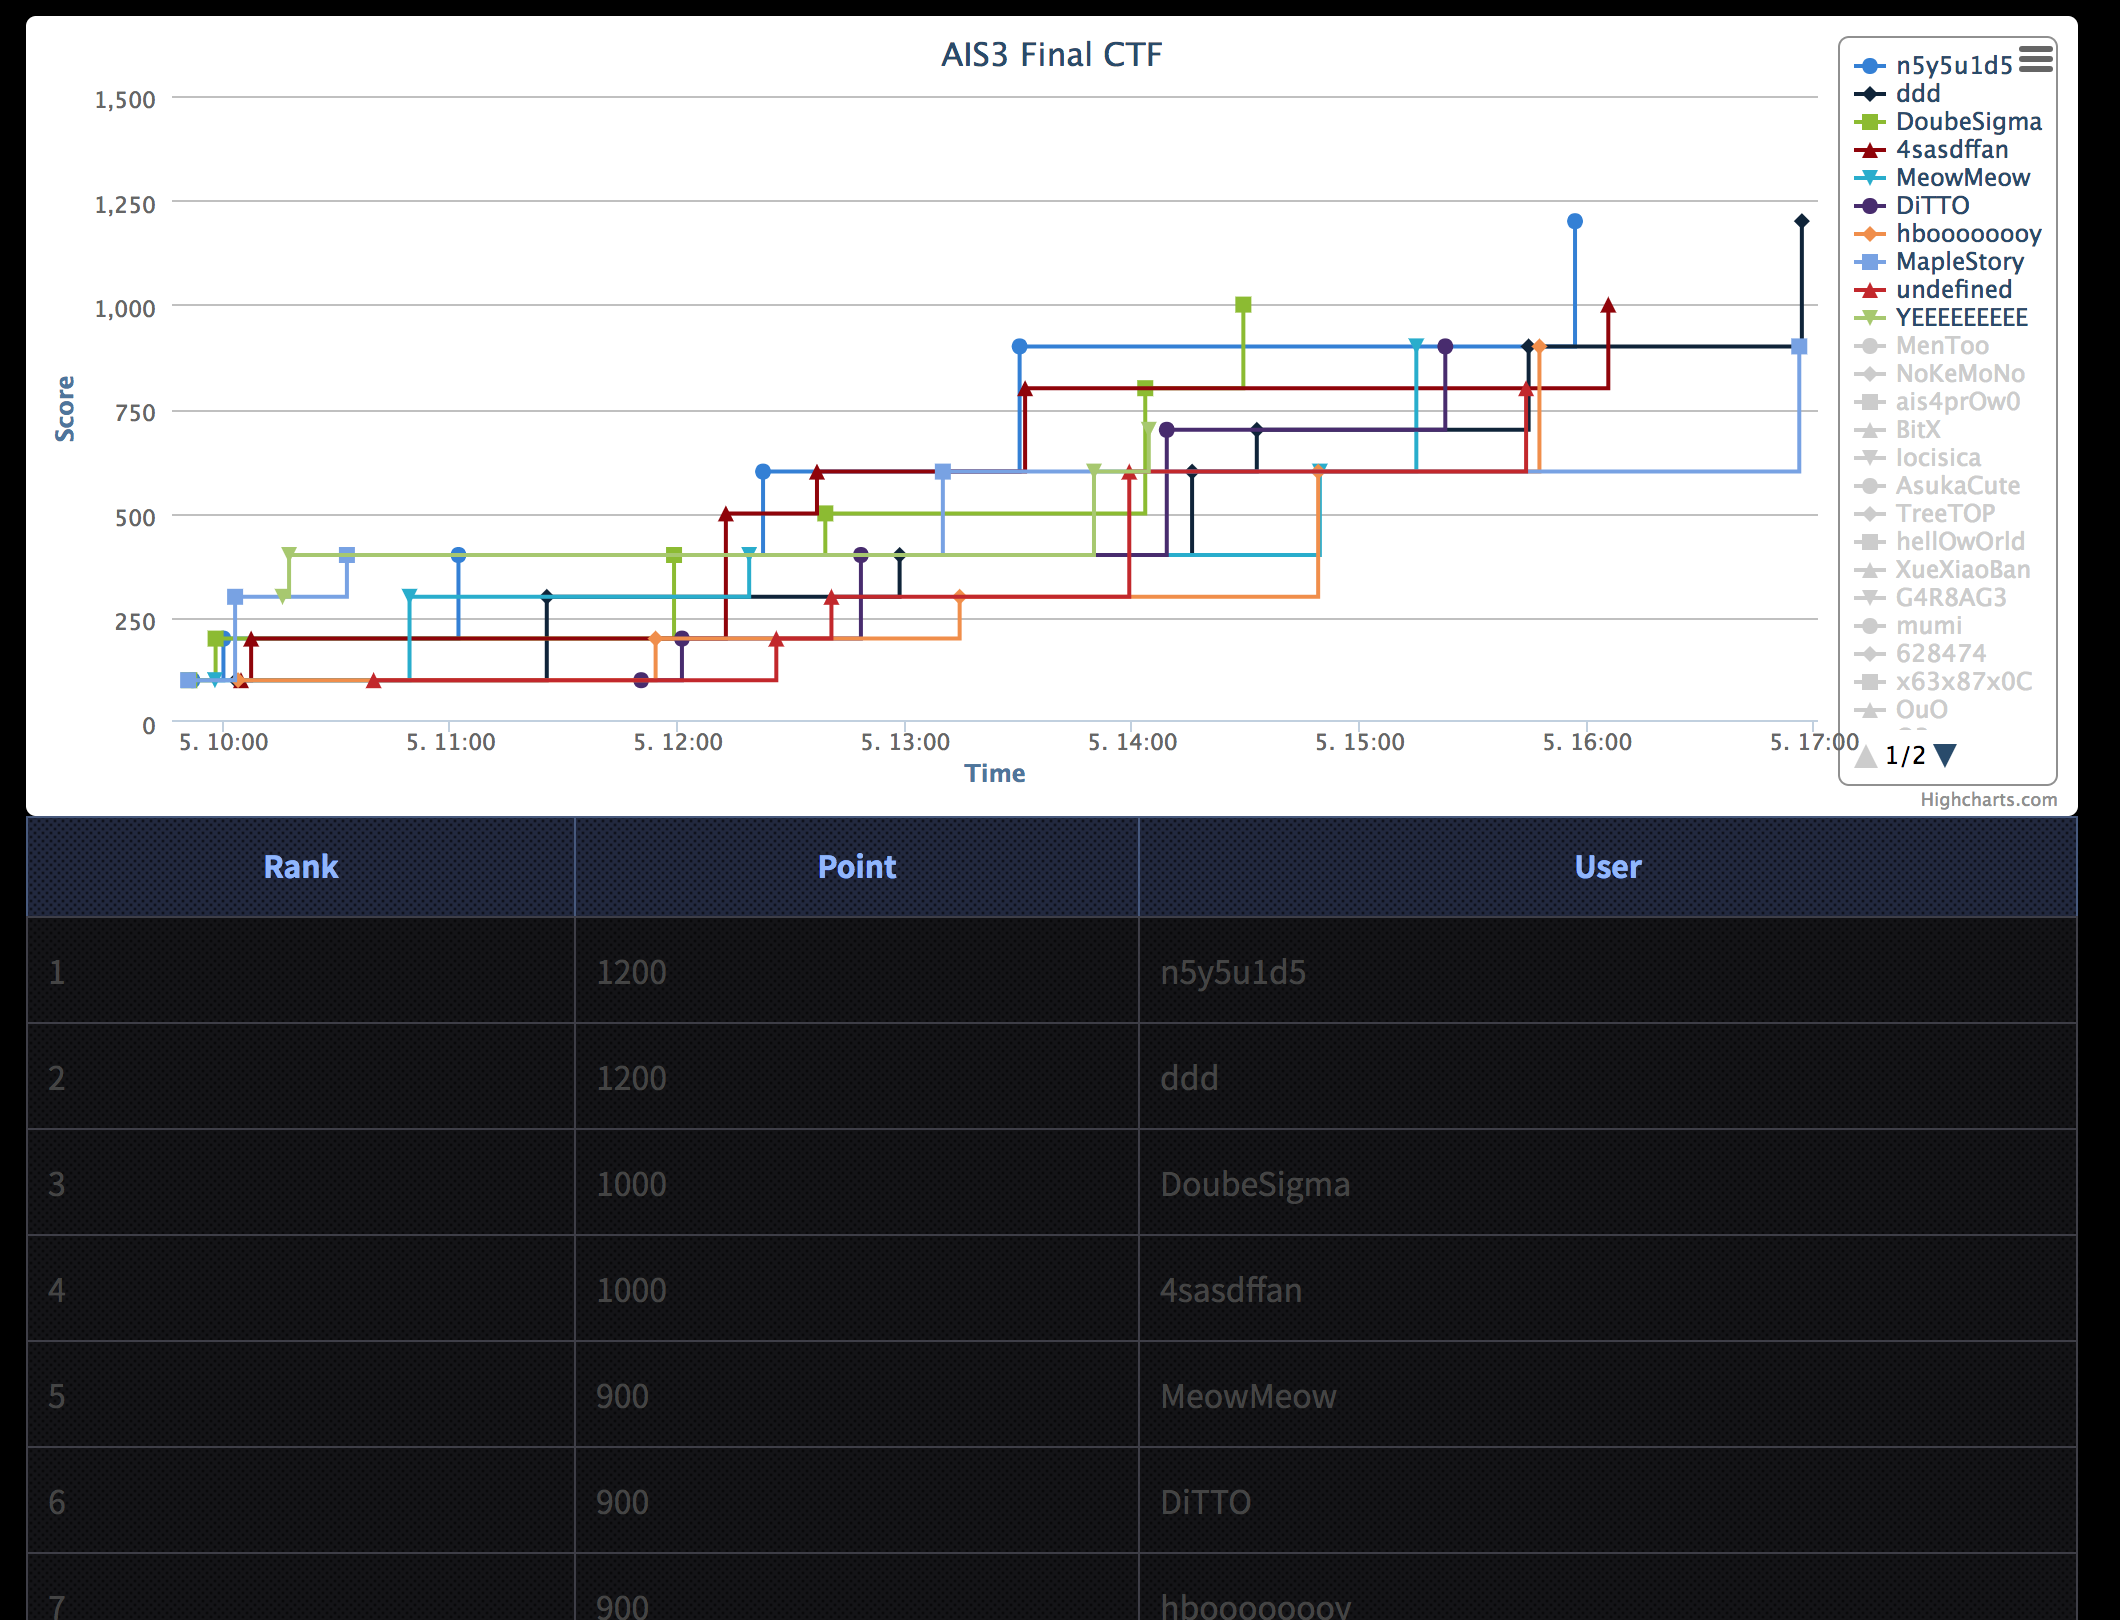 AIS3 Final CTF
1,500
1,250
1,000
750
500
250
0
Score
5. 10:00 5. 11:00 5. 12:00 5. 13:00 5. 14:00 5. 15:00 5. 16:00 5. 17:00
Time
n5y5u1d5
ddd
DoubeSigma
4sasdffan
MeowMeow
DiTTO
hboooooooy
MapleStory
undefined
YEEEEEEEEE
MenToo
NoKeMoNo
ais4prOw0
BitX
locisica
AsukaCute
TreeTOP
hellOwOrld
XueXiaoBan
G4R8AG3
mumi
628474
x63x87x0C
OuO
1/2
Highcharts.com
Rank Point User
1 1200 n5y5u1d5
2 1200 ddd
3 1000 DoubeSigma
4 1000 4sasdffan
5 900 MeowMeow
6 900 DiTTO
7 900 hboooooooy